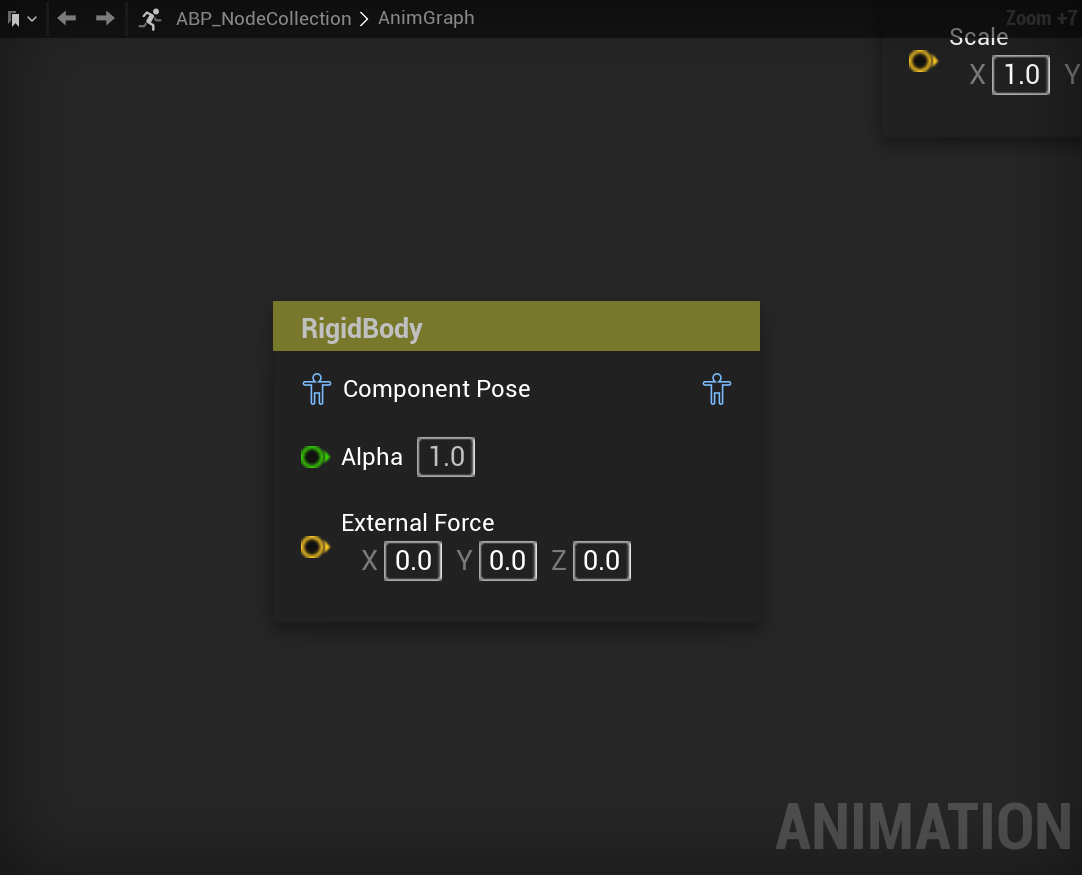 ABP_NodeCollection > AnimGraph
Zoom +7
Scale
X 1.0 Y
RigidBody
Component Pose
Alpha 1.0
External Force
X 0.0 Y 0.0 Z 0.0
ANIMATION